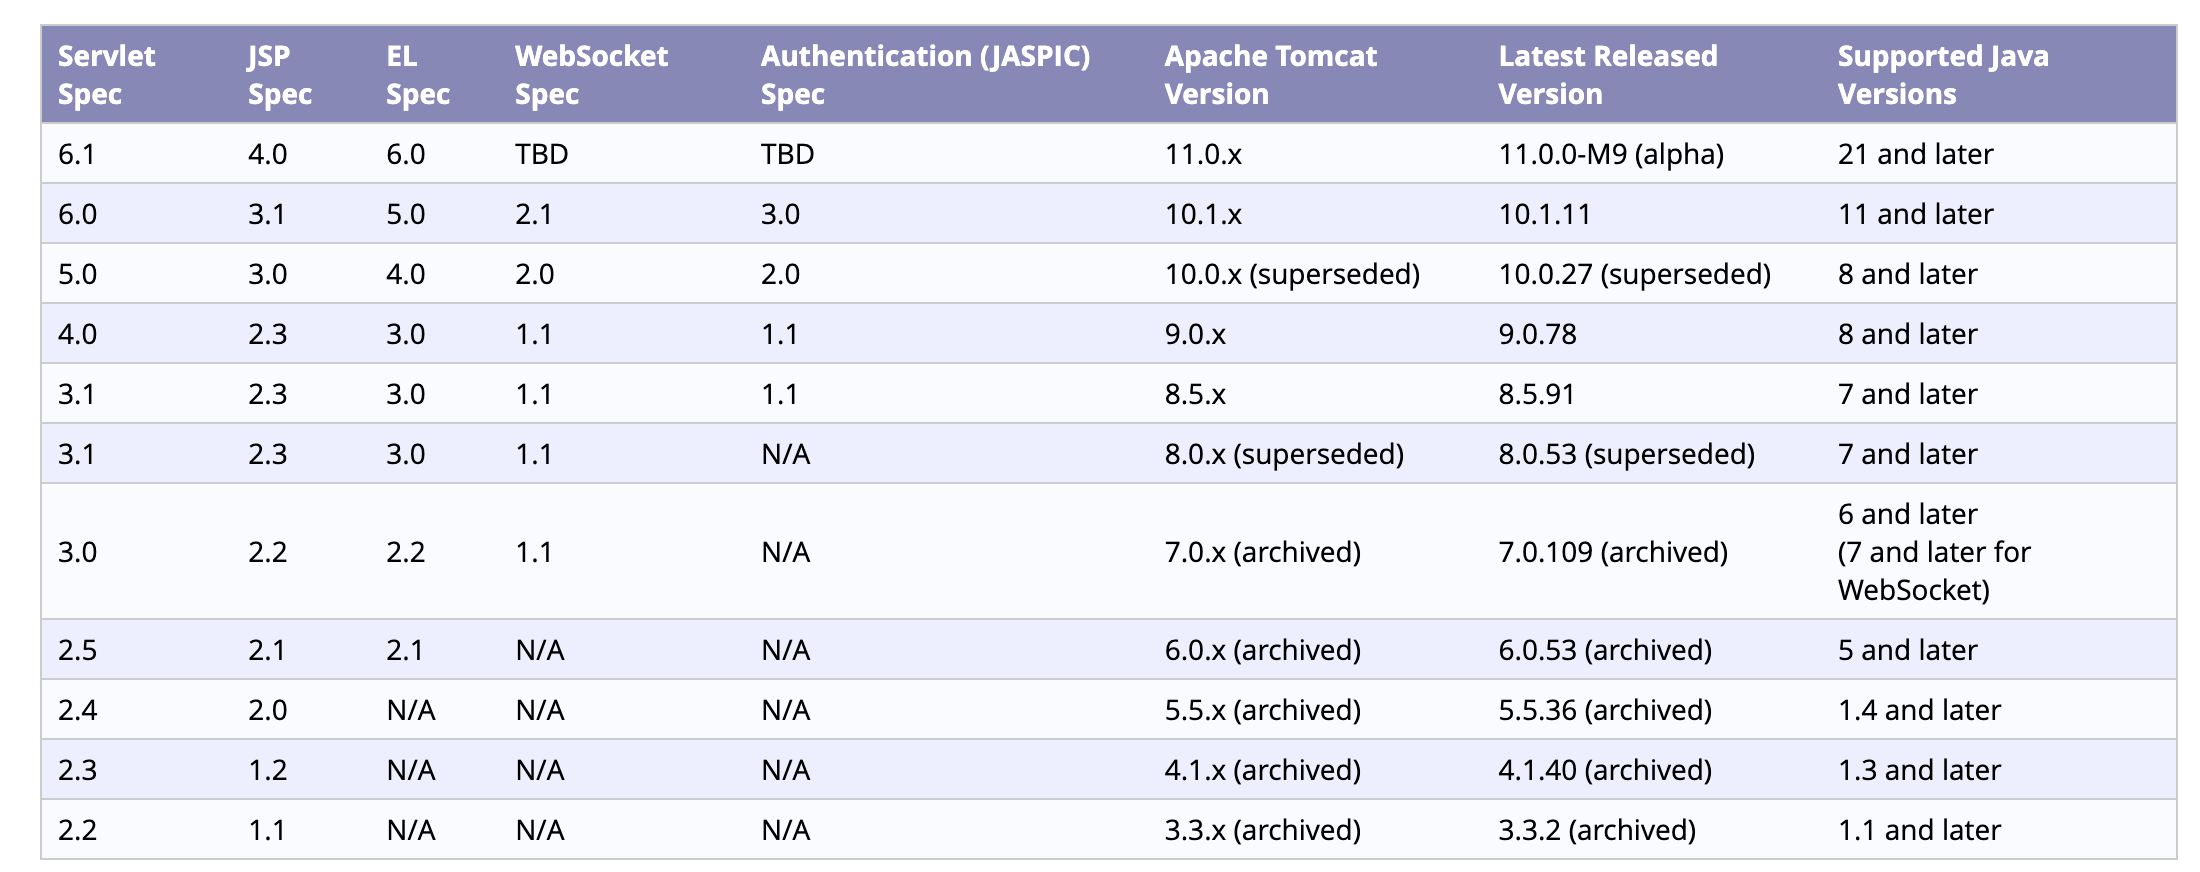 Servlet Spec JSP Spec EL Spec WebSocket Spec Authentication (JASPIC) Spec Apache Tomcat Version Latest Released Version Supported Java Versions
6.1 4.0 6.0 TBD TBD 11.0.x 11.0.0-M9 (alpha) 21 and later
6.0 3.1 5.0 2.1 3.0 10.1.x 10.1.11 11 and later
5.0 3.0 4.0 2.0 2.0 10.0.x (superseded) 10.0.27 (superseded) 8 and later
4.0 2.3 3.0 1.1 1.1 9.0.x 9.0.78 8 and later
3.1 2.3 3.0 1.1 1.1 8.5.x 8.5.91 7 and later
3.1 2.3 3.0 1.1 N/A 8.0.x (superseded) 8.0.53 (superseded) 7 and later
3.0 2.2 2.2 1.1 N/A 7.0.x (archived) 7.0.109 (archived) 6 and later
(7 and later for
WebSocket)
2.5 2.1 2.1 N/A N/A 6.0.x (archived) 6.0.53 (archived) 5 and later
2.4 2.0 N/A N/A N/A 5.5.x (archived) 5.5.36 (archived) 1.4 and later
2.3 1.2 N/A N/A N/A 4.1.x (archived) 4.1.40 (archived) 1.3 and later
2.2 1.1 N/A N/A N/A 3.3.x (archived) 3.3.2 (archived) 1.1 and later